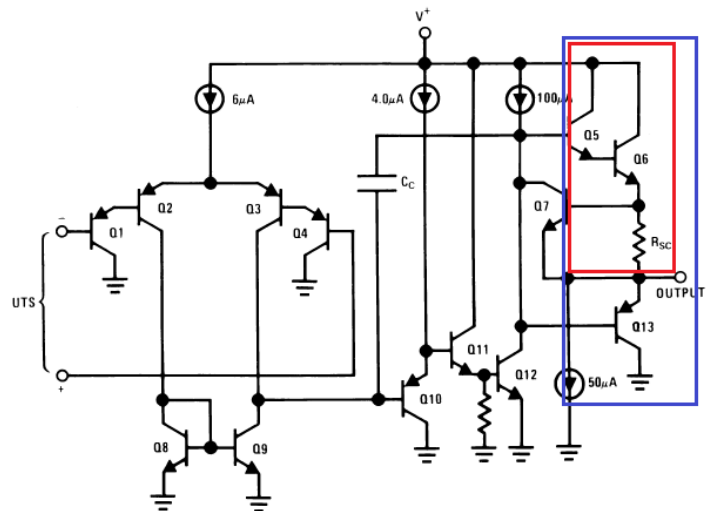 V+
6μA
4.0μA
100μA
Q5
Q6
CC
Q1
Q2
Q3
Q4
Q7
RSC
−
UTS
+
OUTPUT
Q13
Q11
Q10
Q12
50μA
Q8
Q9